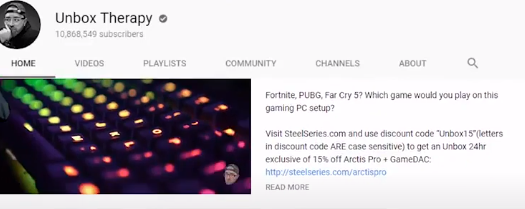 Unbox Therapy
10,868,549 subscribers
HOME VIDEOS PLAYLISTS COMMUNITY CHANNELS ABOUT
Fortnite, PUBG, Far Cry 5? Which game would you play on this
gaming PC setup?
Visit SteelSeries.com and use discount code "Unbox15"(letters
in discount code ARE case sensitive) to get an Unbox 24hr
exclusive of 15% off Arctis Pro + GameDAC:
http://steelseries.com/arctispro
READ MORE